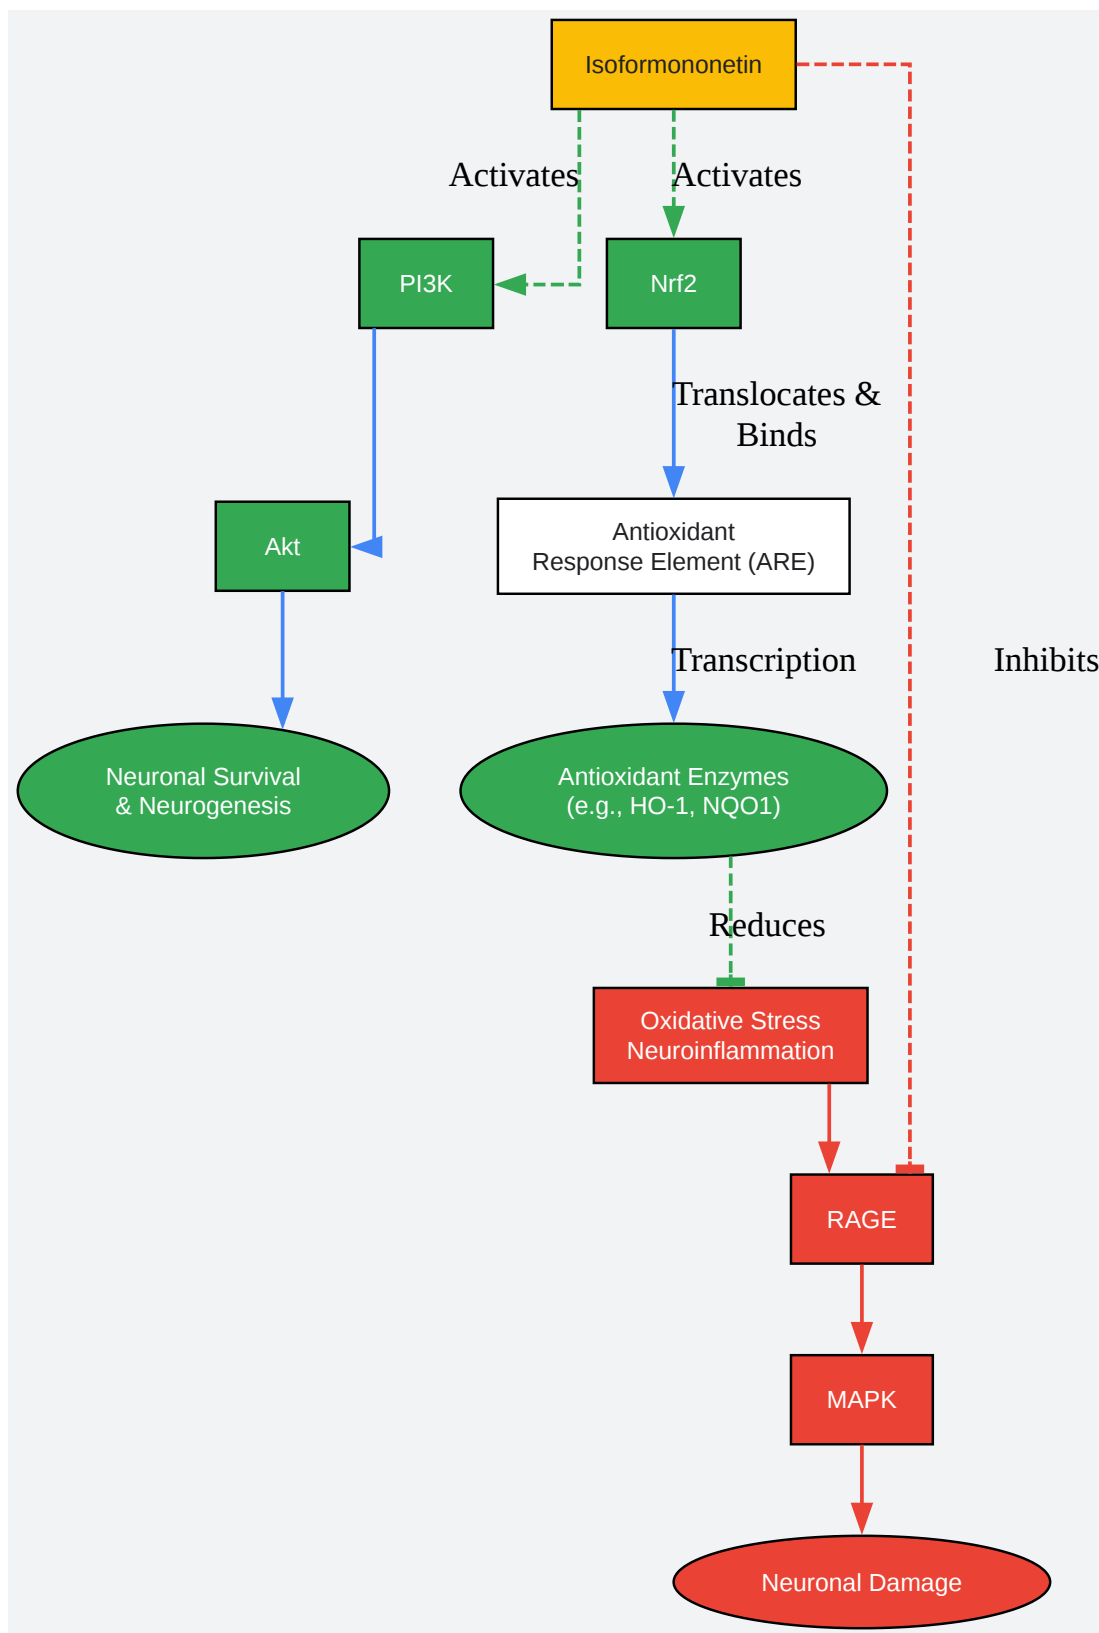 Isoformononetin
Activates
Activates
PI3K
Nrf2
Translocates &
Binds
Akt
Antioxidant
Response Element (ARE)
Transcription
Inhibits
Neuronal Survival
& Neurogenesis
Antioxidant Enzymes
(e.g., HO-1, NQO1)
Reduces
Oxidative Stress
Neuroinflammation
RAGE
MAPK
Neuronal Damage